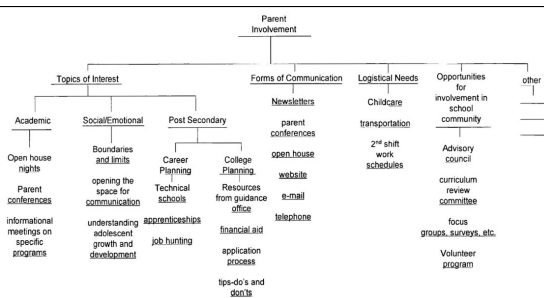 Parent
Involvement
Topics of Interest
Forms of Communication
Logistical Needs
Opportunities
for
involvement in
school
community
other
Academic
Social/Emotional
Post Secondary
Open house
nights
Parent
conferences
informational
meetings on
specific
programs
Boundaries
and limits
opening the
space for
communication
understanding
adolescent
growth and
development
Career
Planning
Technical
schools
apprenticeships
job hunting
College
Planning
Resources
from guidance
office
financial aid
application
process
tips-do's and
don'ts
Newsletters
parent
conferences
open house
website
e-mail
telephone
Childcare
transportation
2nd shift
work
schedules
Advisory
council
curriculum
review
committee
focus
groups, surveys, etc.
Volunteer
program